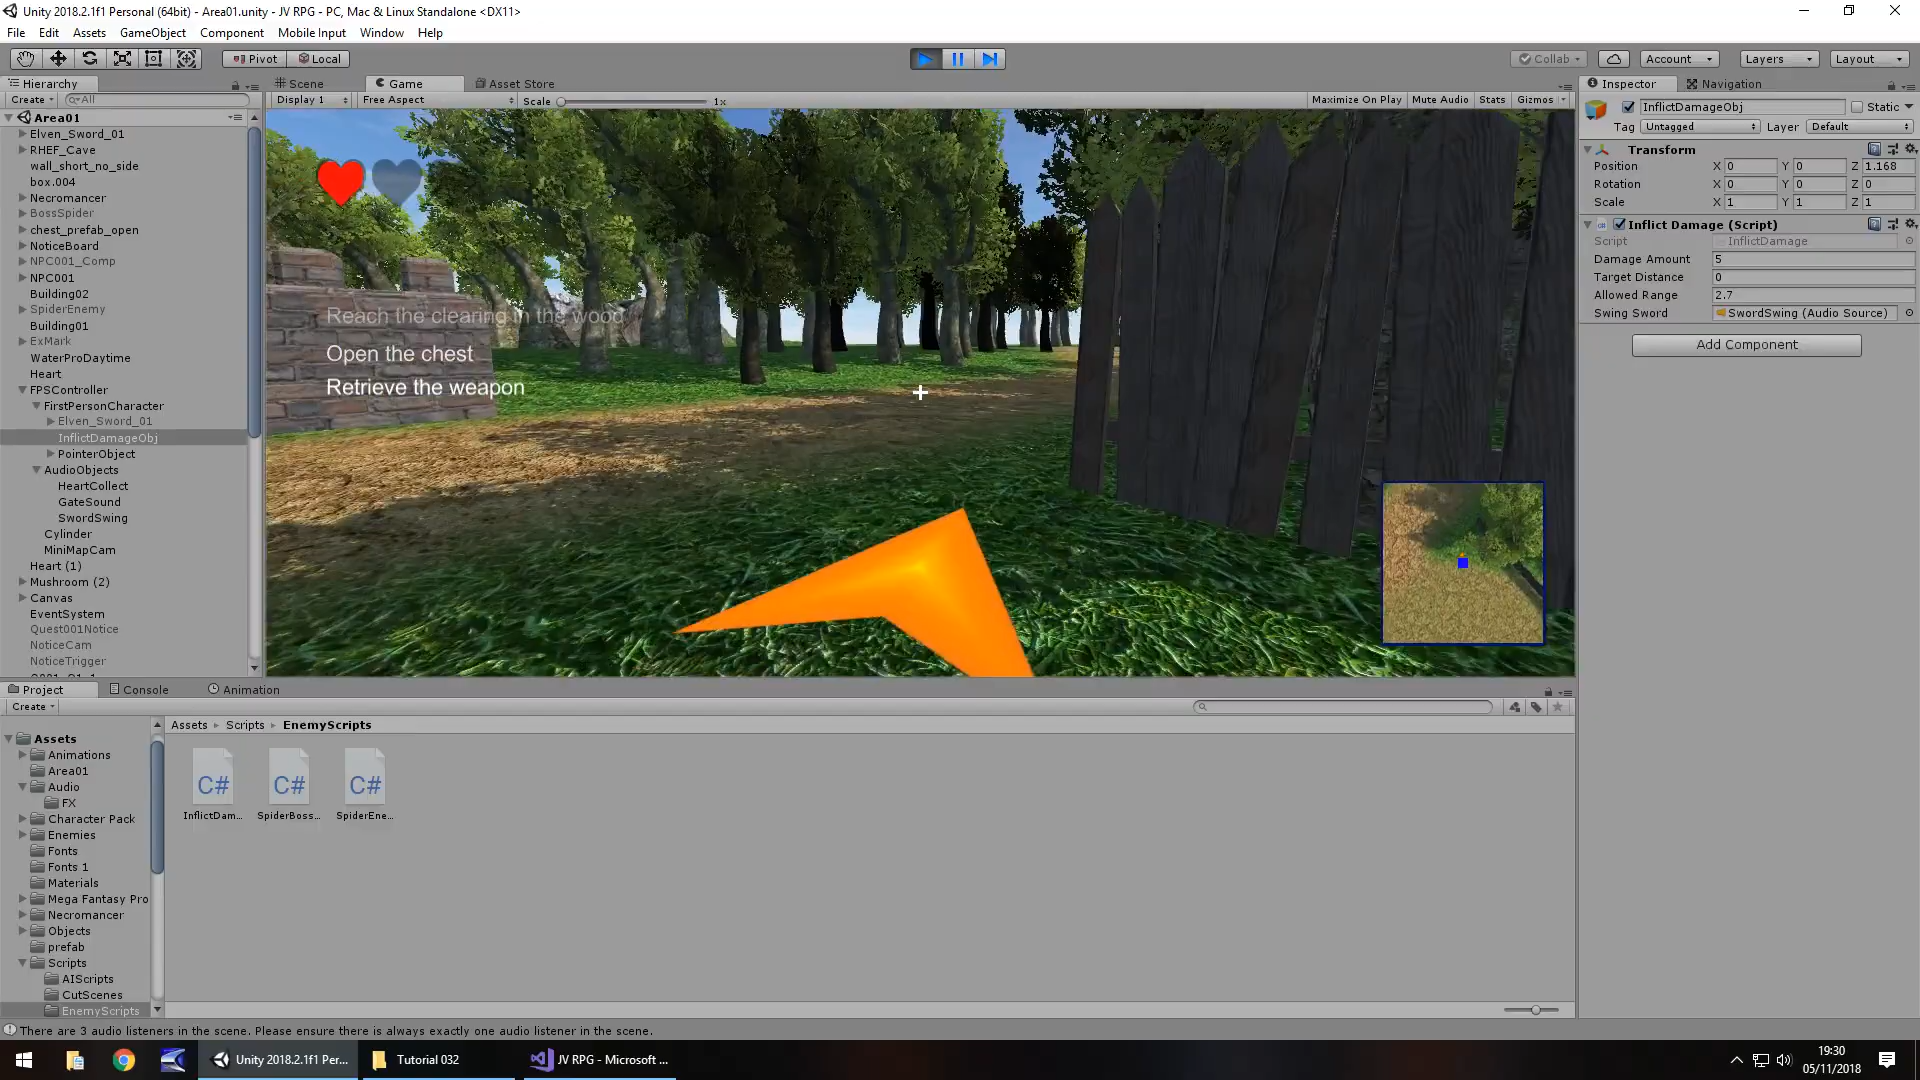 Unity 2018.2.1f1 Personal (64bit) - Area01.unity - JV RPG - PC, Mac & Linux Standalone <DX11>
File Edit Assets GameObject Component Mobile Input Window Help
Pivot Local Collab Account Layers Layout
Hierarchy
Create All
Area01
Elven_Sword_01
RHEF_Cave
wall_short_no_side
box.004
Necromancer
BossSpider
chest_prefab_open
NoticeBoard
NPC001_Comp
NPC001
Building02
SpiderEnemy
Building01
ExMark
WaterProDaytime
Heart
FPSController
FirstPersonCharacter
Elven_Sword_01
InflictDamageObj
PointerObject
AudioObjects
HeartCollect
GateSound
SwordSwing
Cylinder
MiniMapCam
Heart (1)
Mushroom (2)
Canvas
EventSystem
Quest001Notice
NoticeCam
NoticeTrigger
Scene Game Asset Store
Display 1 Free Aspect Scale 1x Maximize On Play Mute Audio Stats Gizmos
Reach the clearing in the wood
Open the chest
Retrieve the weapon
Inspector Navigation
InflictDamageObj Static
Tag Untagged Layer Default
Transform
Position X 0 Y 0 Z 1.168
Rotation X 0 Y 0 Z 0
Scale X 1 Y 1 Z 1
Inflict Damage (Script)
Script InflictDamage
Damage Amount 5
Target Distance 0
Allowed Range 2.7
Swing Sword SwordSwing (Audio Source)
Add Component
Project Console Animation
Create
Assets
Animations
Area01
Audio
FX
Character Pack
Enemies
Fonts
Fonts 1
Materials
Mega Fantasy Pro
Necromancer
Objects
prefab
Scripts
AIScripts
CutScenes
EnemyScripts
Assets Scripts EnemyScripts
C# C# C#
InflictDam... SpiderBoss... SpiderEne...
There are 3 audio listeners in the scene. Please ensure there is always exactly one audio listener in the scene.
Unity 2018.2.1f1 Per... Tutorial 032 JV RPG - Microsoft ...
19:30
05/11/2018